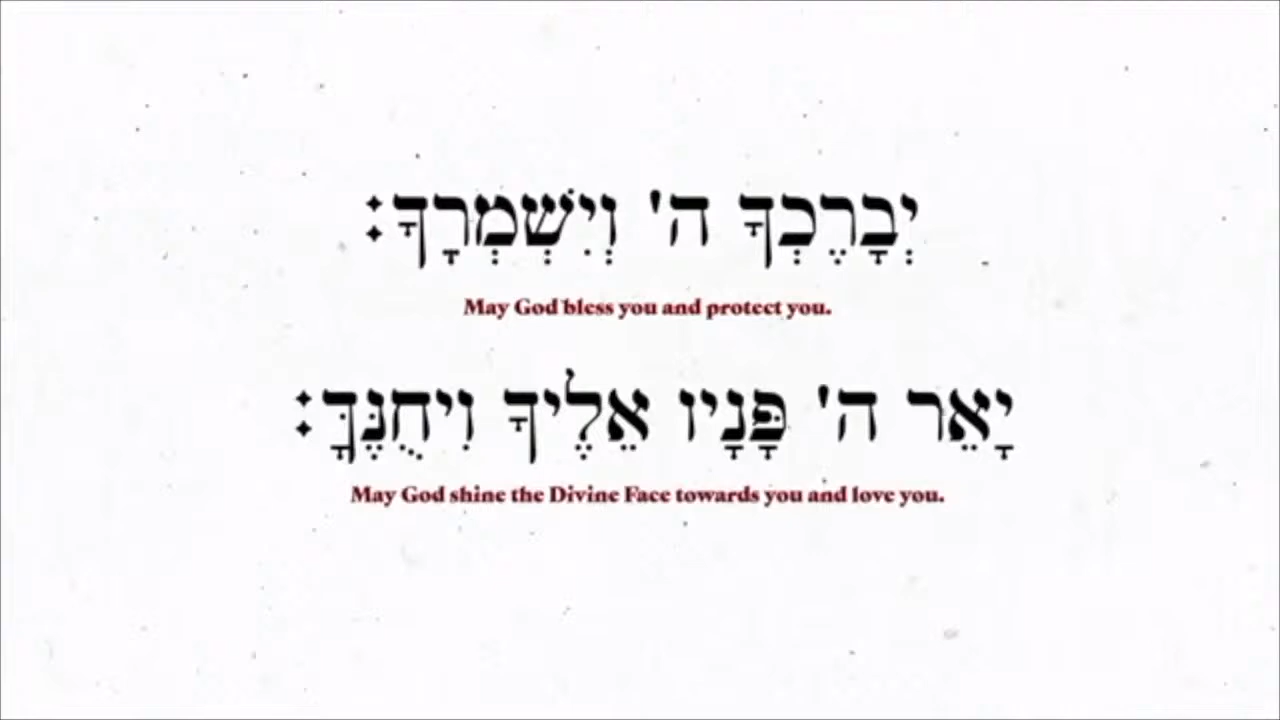 יְבָרֶכְךָ ה' וְיִשְׁמְרָךָ׃
May God bless you and protect you.
יָאֵר ה' פָּנָיו אֵלֶיךָ וִיחֻנֶּךָּ׃
May God shine the Divine Face towards you and love you.